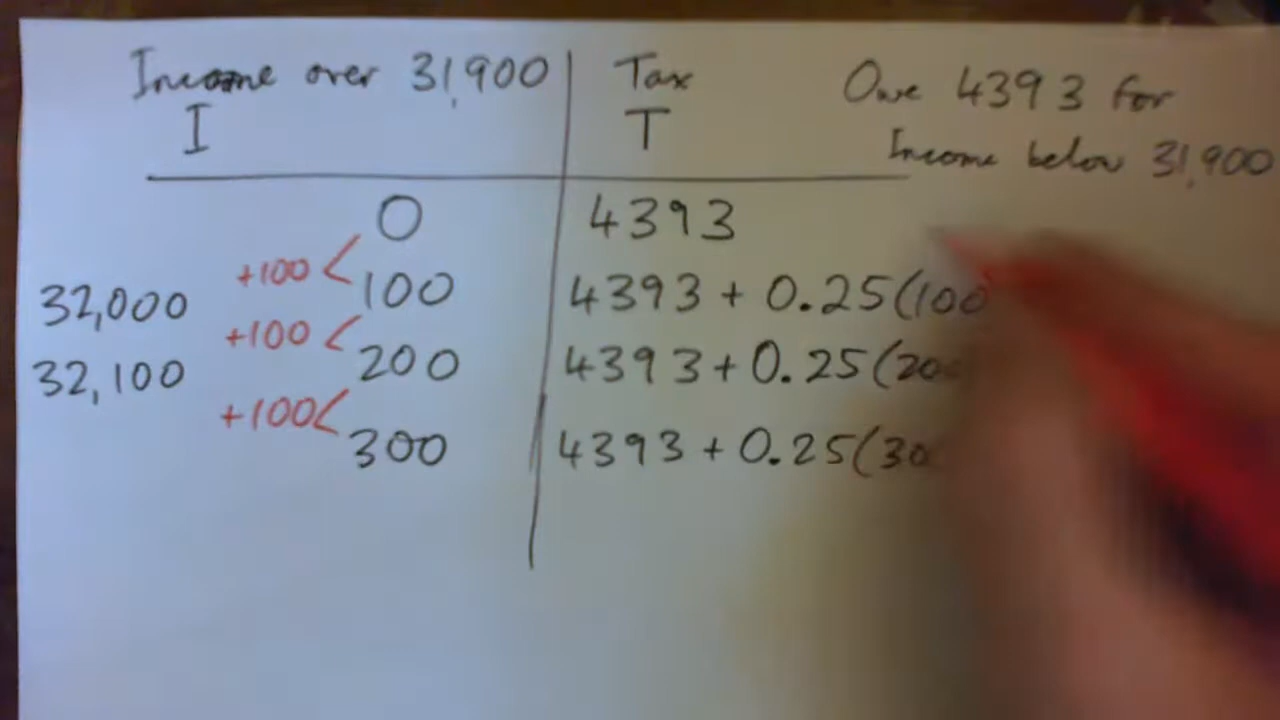 Income over 31,900 Tax Owe 4393 for
I T Income below 31,900
0 4393
+100 <
32,000 100 4393 + 0.25(100
+100 <
32,100 200 4393 + 0.25(20
+100 <
300 4393 + 0.25(30